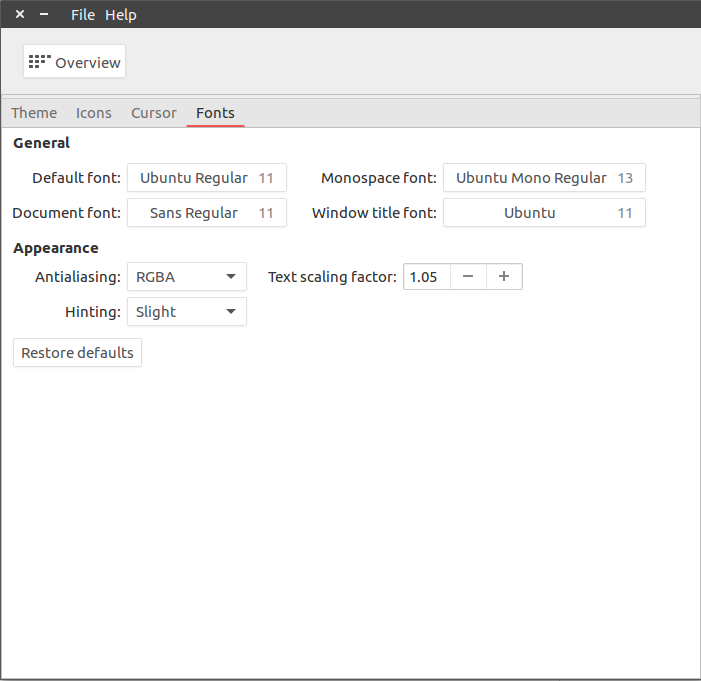 File Help
Overview
Theme Icons Cursor Fonts
General
Default font: Ubuntu Regular 11 Monospace font: Ubuntu Mono Regular 13
Document font: Sans Regular 11 Window title font: Ubuntu 11
Appearance
Antialiasing: RGBA Text scaling factor: 1.05 − +
Hinting: Slight
Restore defaults